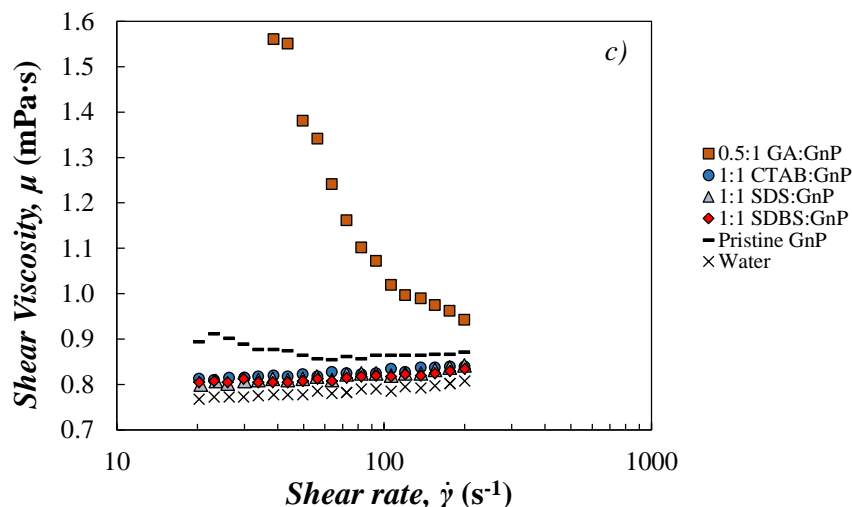 1.6
c)
1.5
1.4
1.3
1.2
1.1
1.0
0.9
0.8
0.7
Shear Viscosity, μ (mPa·s)
10
100
1000
Shear rate, γ̇ (s-1)
0.5:1 GA:GnP
1:1 CTAB:GnP
1:1 SDS:GnP
1:1 SDBS:GnP
Pristine GnP
Water